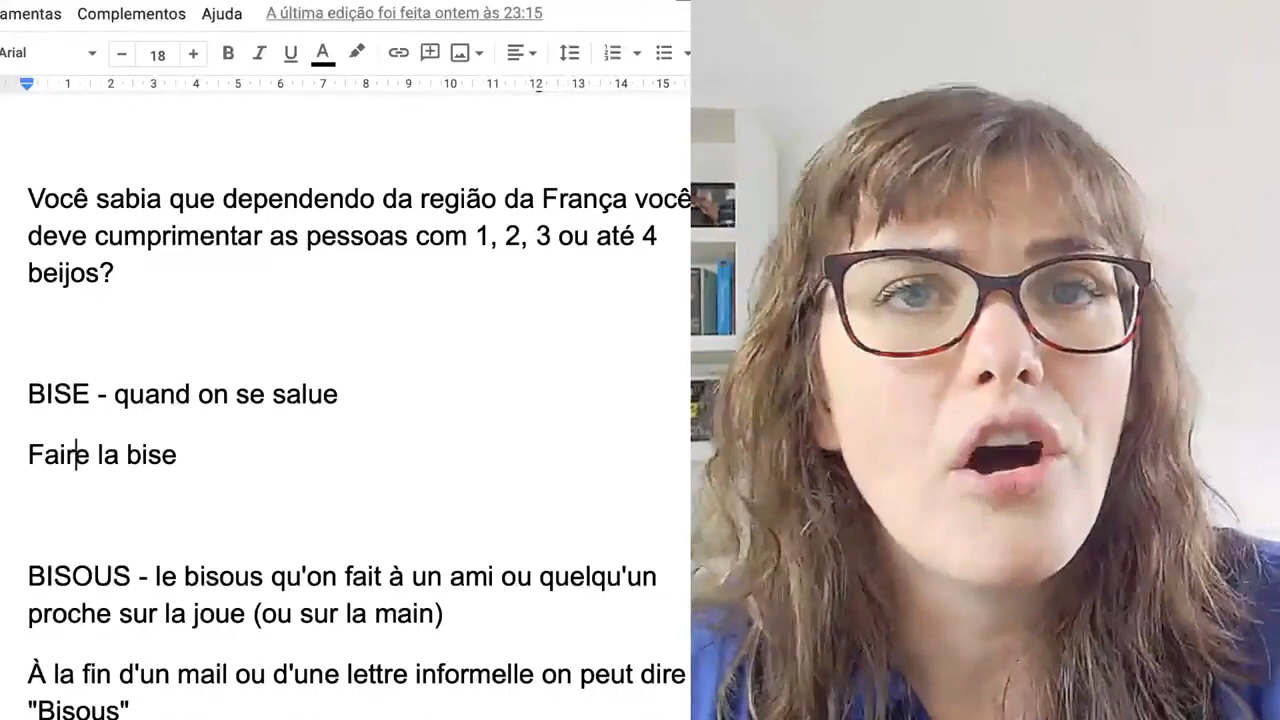 amentas Complementos Ajuda A última edição foi feita ontem às 23:15
Arial − 18 + B I U A
1 2 3 4 5 6 7 8 9 10 11 12 13 14 15
Você sabia que dependendo da região da França você
deve cumprimentar as pessoas com 1, 2, 3 ou até 4
beijos?
BISE - quand on se salue
Faire la bise
BISOUS - le bisous qu'on fait à un ami ou quelqu'un
proche sur la joue (ou sur la main)
À la fin d'un mail ou d'une lettre informelle on peut dire
"Bisous"